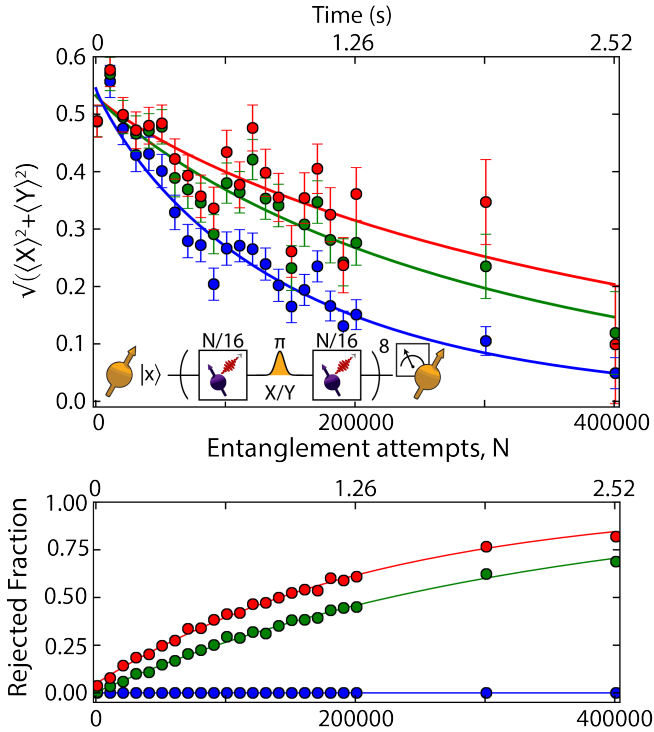 Time (s)
0 1.26 2.52
0.6
0.5
0.4
0.3
0.2
0.1
0.0
√(⟨X⟩²+⟨Y⟩²)
N/16 π N/16 8
|x⟩ ( X/Y )
0 200000 400000
Entanglement attempts, N
0 1.26 2.52
1.00
0.75
0.50
0.25
0.00
Rejected Fraction
0 200000 400000